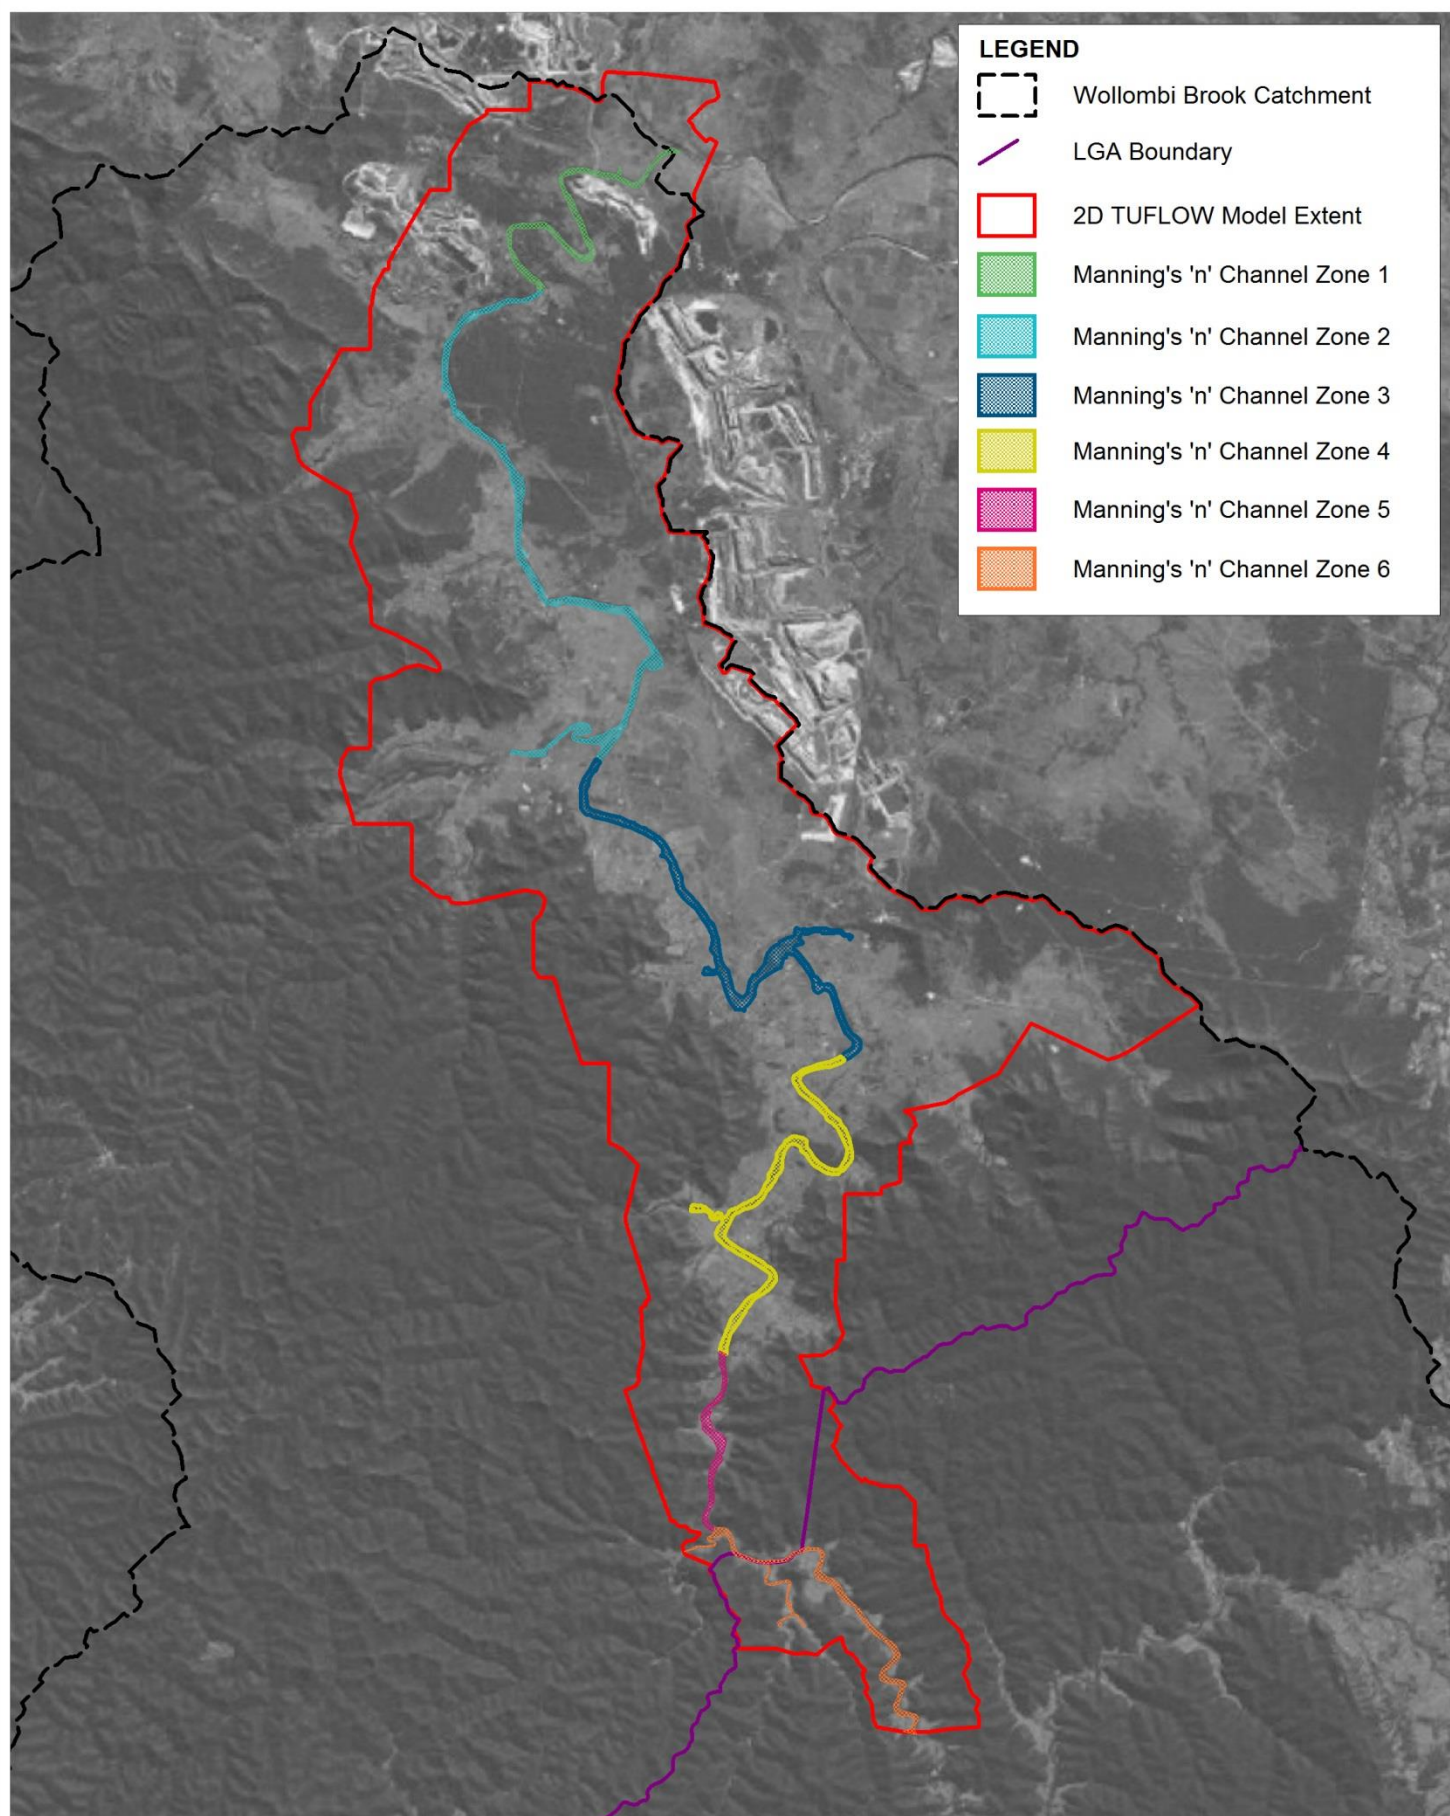 LEGEND
Wollombi Brook Catchment
LGA Boundary
2D TUFLOW Model Extent
Manning's 'n' Channel Zone 1
Manning's 'n' Channel Zone 2
Manning's 'n' Channel Zone 3
Manning's 'n' Channel Zone 4
Manning's 'n' Channel Zone 5
Manning's 'n' Channel Zone 6